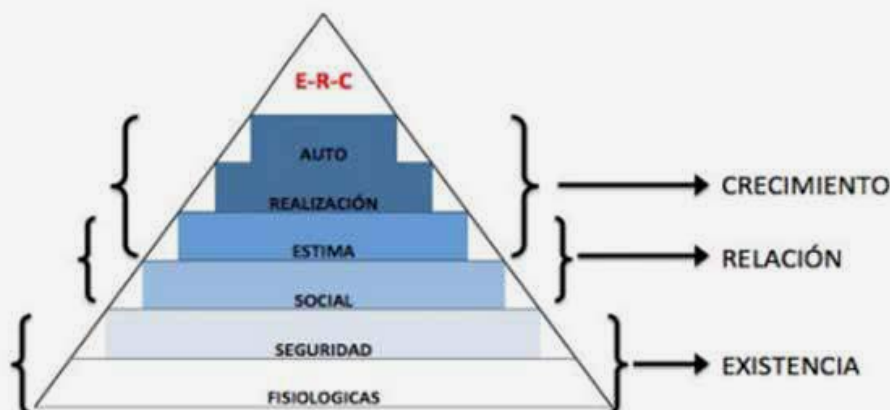 E-R-C
AUTO
REALIZACIÓN
CRECIMIENTO
ESTIMA
RELACIÓN
SOCIAL
SEGURIDAD
EXISTENCIA
FISIOLOGICAS